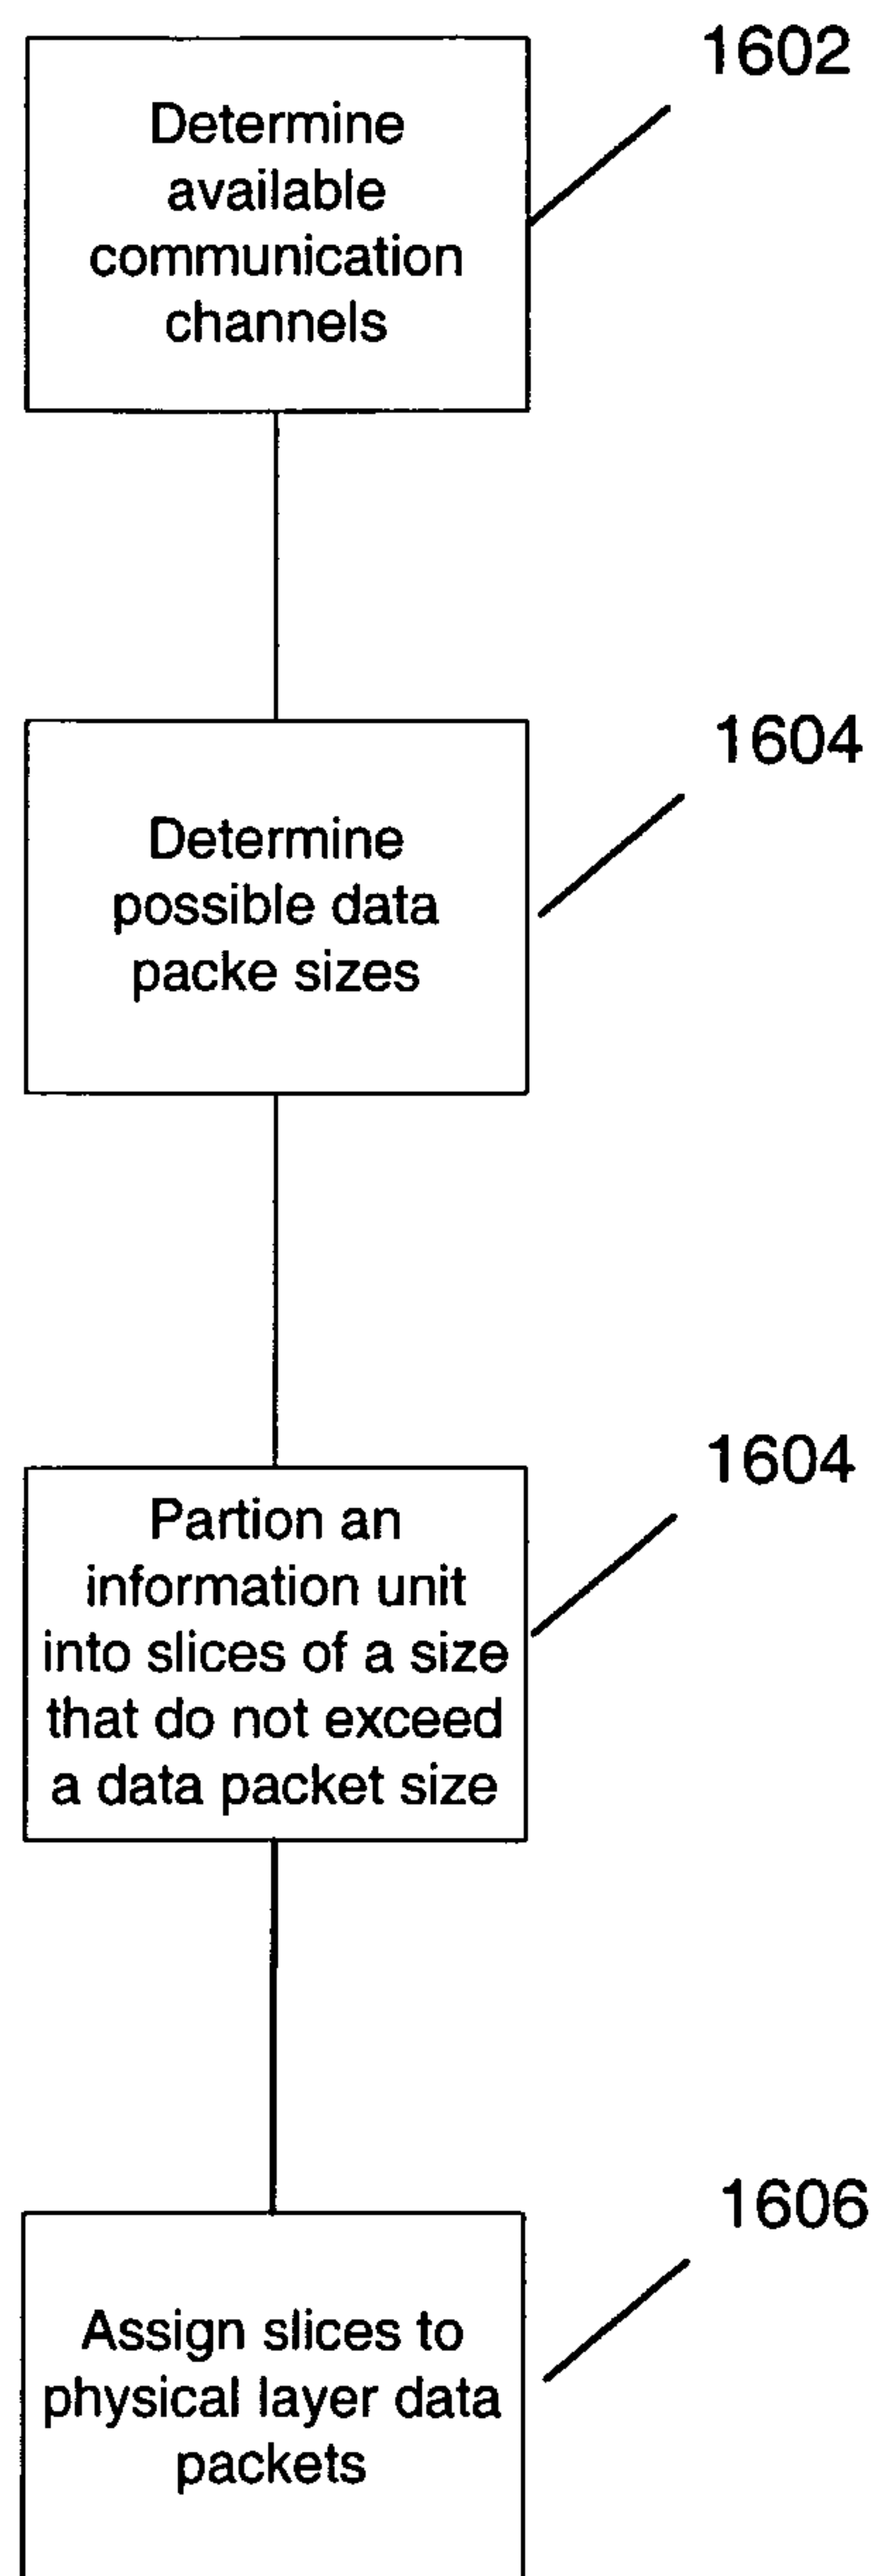 1602
Determine
available
communication
channels
1604
Determine
possible data
packe sizes
1604
Partion an
information unit
into slices of a size
that do not exceed
a data packet size
1606
Assign slices to
physical layer data
packets